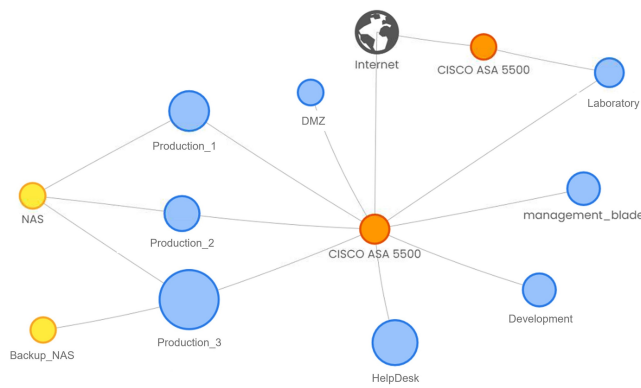 Internet
CISCO ASA 5500
Laboratory
DMZ
Production_1
management_blade
NAS
Production_2
CISCO ASA 5500
Development
Production_3
Backup_NAS
HelpDesk